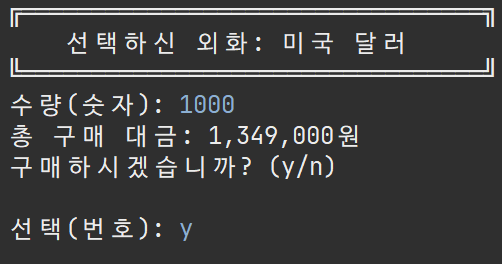 선택하신 외화: 미국 달러
수량(숫자): 1000
총 구매 대금: 1,349,000원
구매하시겠습니까? (y/n)
선택(번호): y